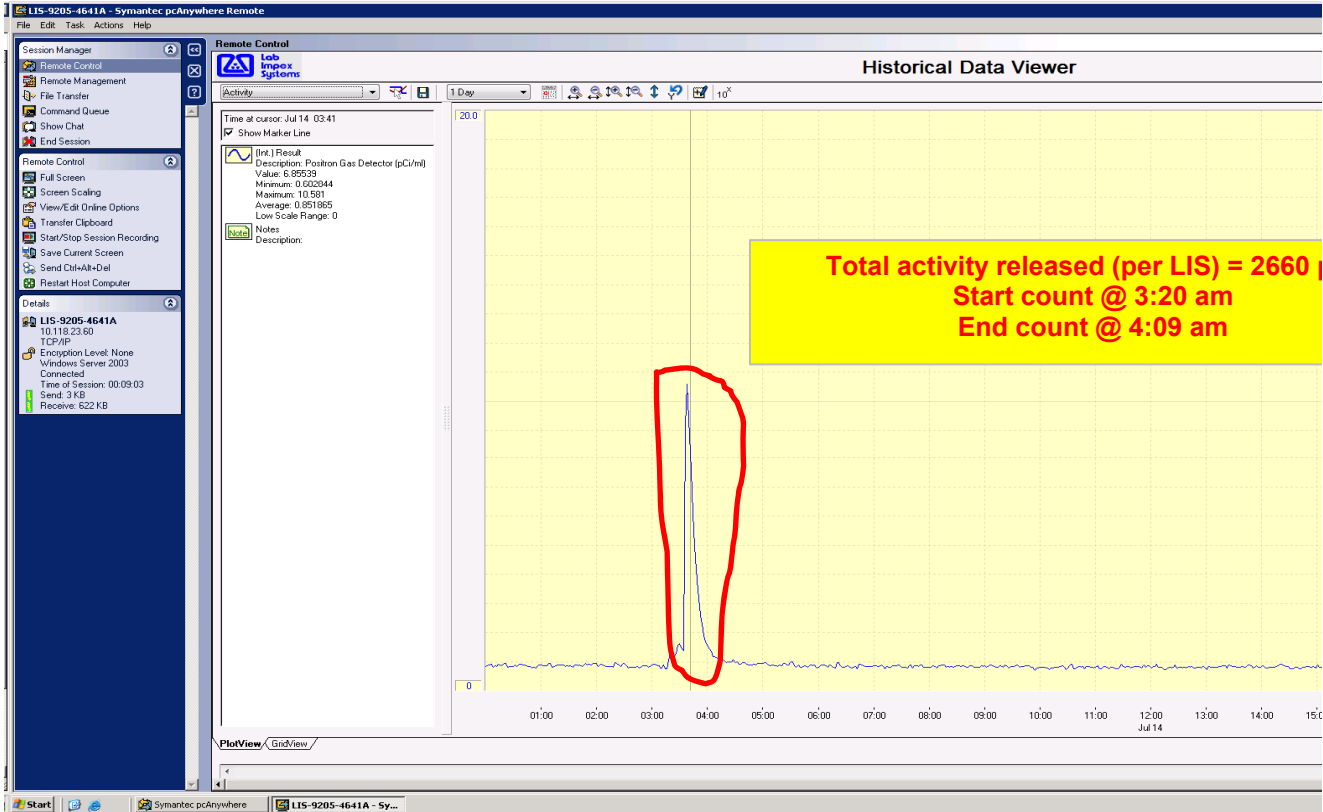 LIS-9205-4641A - Symantec pcAnywhere Remote
File Edit Task Actions Help
Session Manager
Remote Control
Remote Management
File Transfer
Command Queue
Show Chat
End Session
Remote Control
Full Screen
Screen Scaling
View/Edit Online Options
Transfer Clipboard
Start/Stop Session Recording
Save Current Screen
Send Ctrl+Alt+Del
Restart Host Computer
Details
LIS-9205-4641A
10.118.23.60
TCP/IP
Encryption Level: None
Windows Server 2003
Connected
Time of Session: 00:09:03
Send: 3 KB
Receive: 622 KB
Remote Control
Lab
Impex
Systems
Historical Data Viewer
Activity
1 Day
10x
Time at cursor: Jul 14 03:41
Show Marker Line
(Int.) Result
Description: Positron Gas Detector (pCi/ml)
Value: 6.85539
Minimum: 0.602844
Maximum: 10.581
Average: 0.851865
Low Scale Range: 0
Note
Notes
Description:
20.0
Total activity released (per LIS) = 2660
Start count @ 3:20 am
End count @ 4:09 am
0
01:00 02:00 03:00 04:00 05:00 06:00 07:00 08:00 09:00 10:00 11:00 12:00 13:00 14:00 15:0
Jul 14
PlotView GridView
Start
Symantec pcAnywhere
LIS-9205-4641A - Sy...